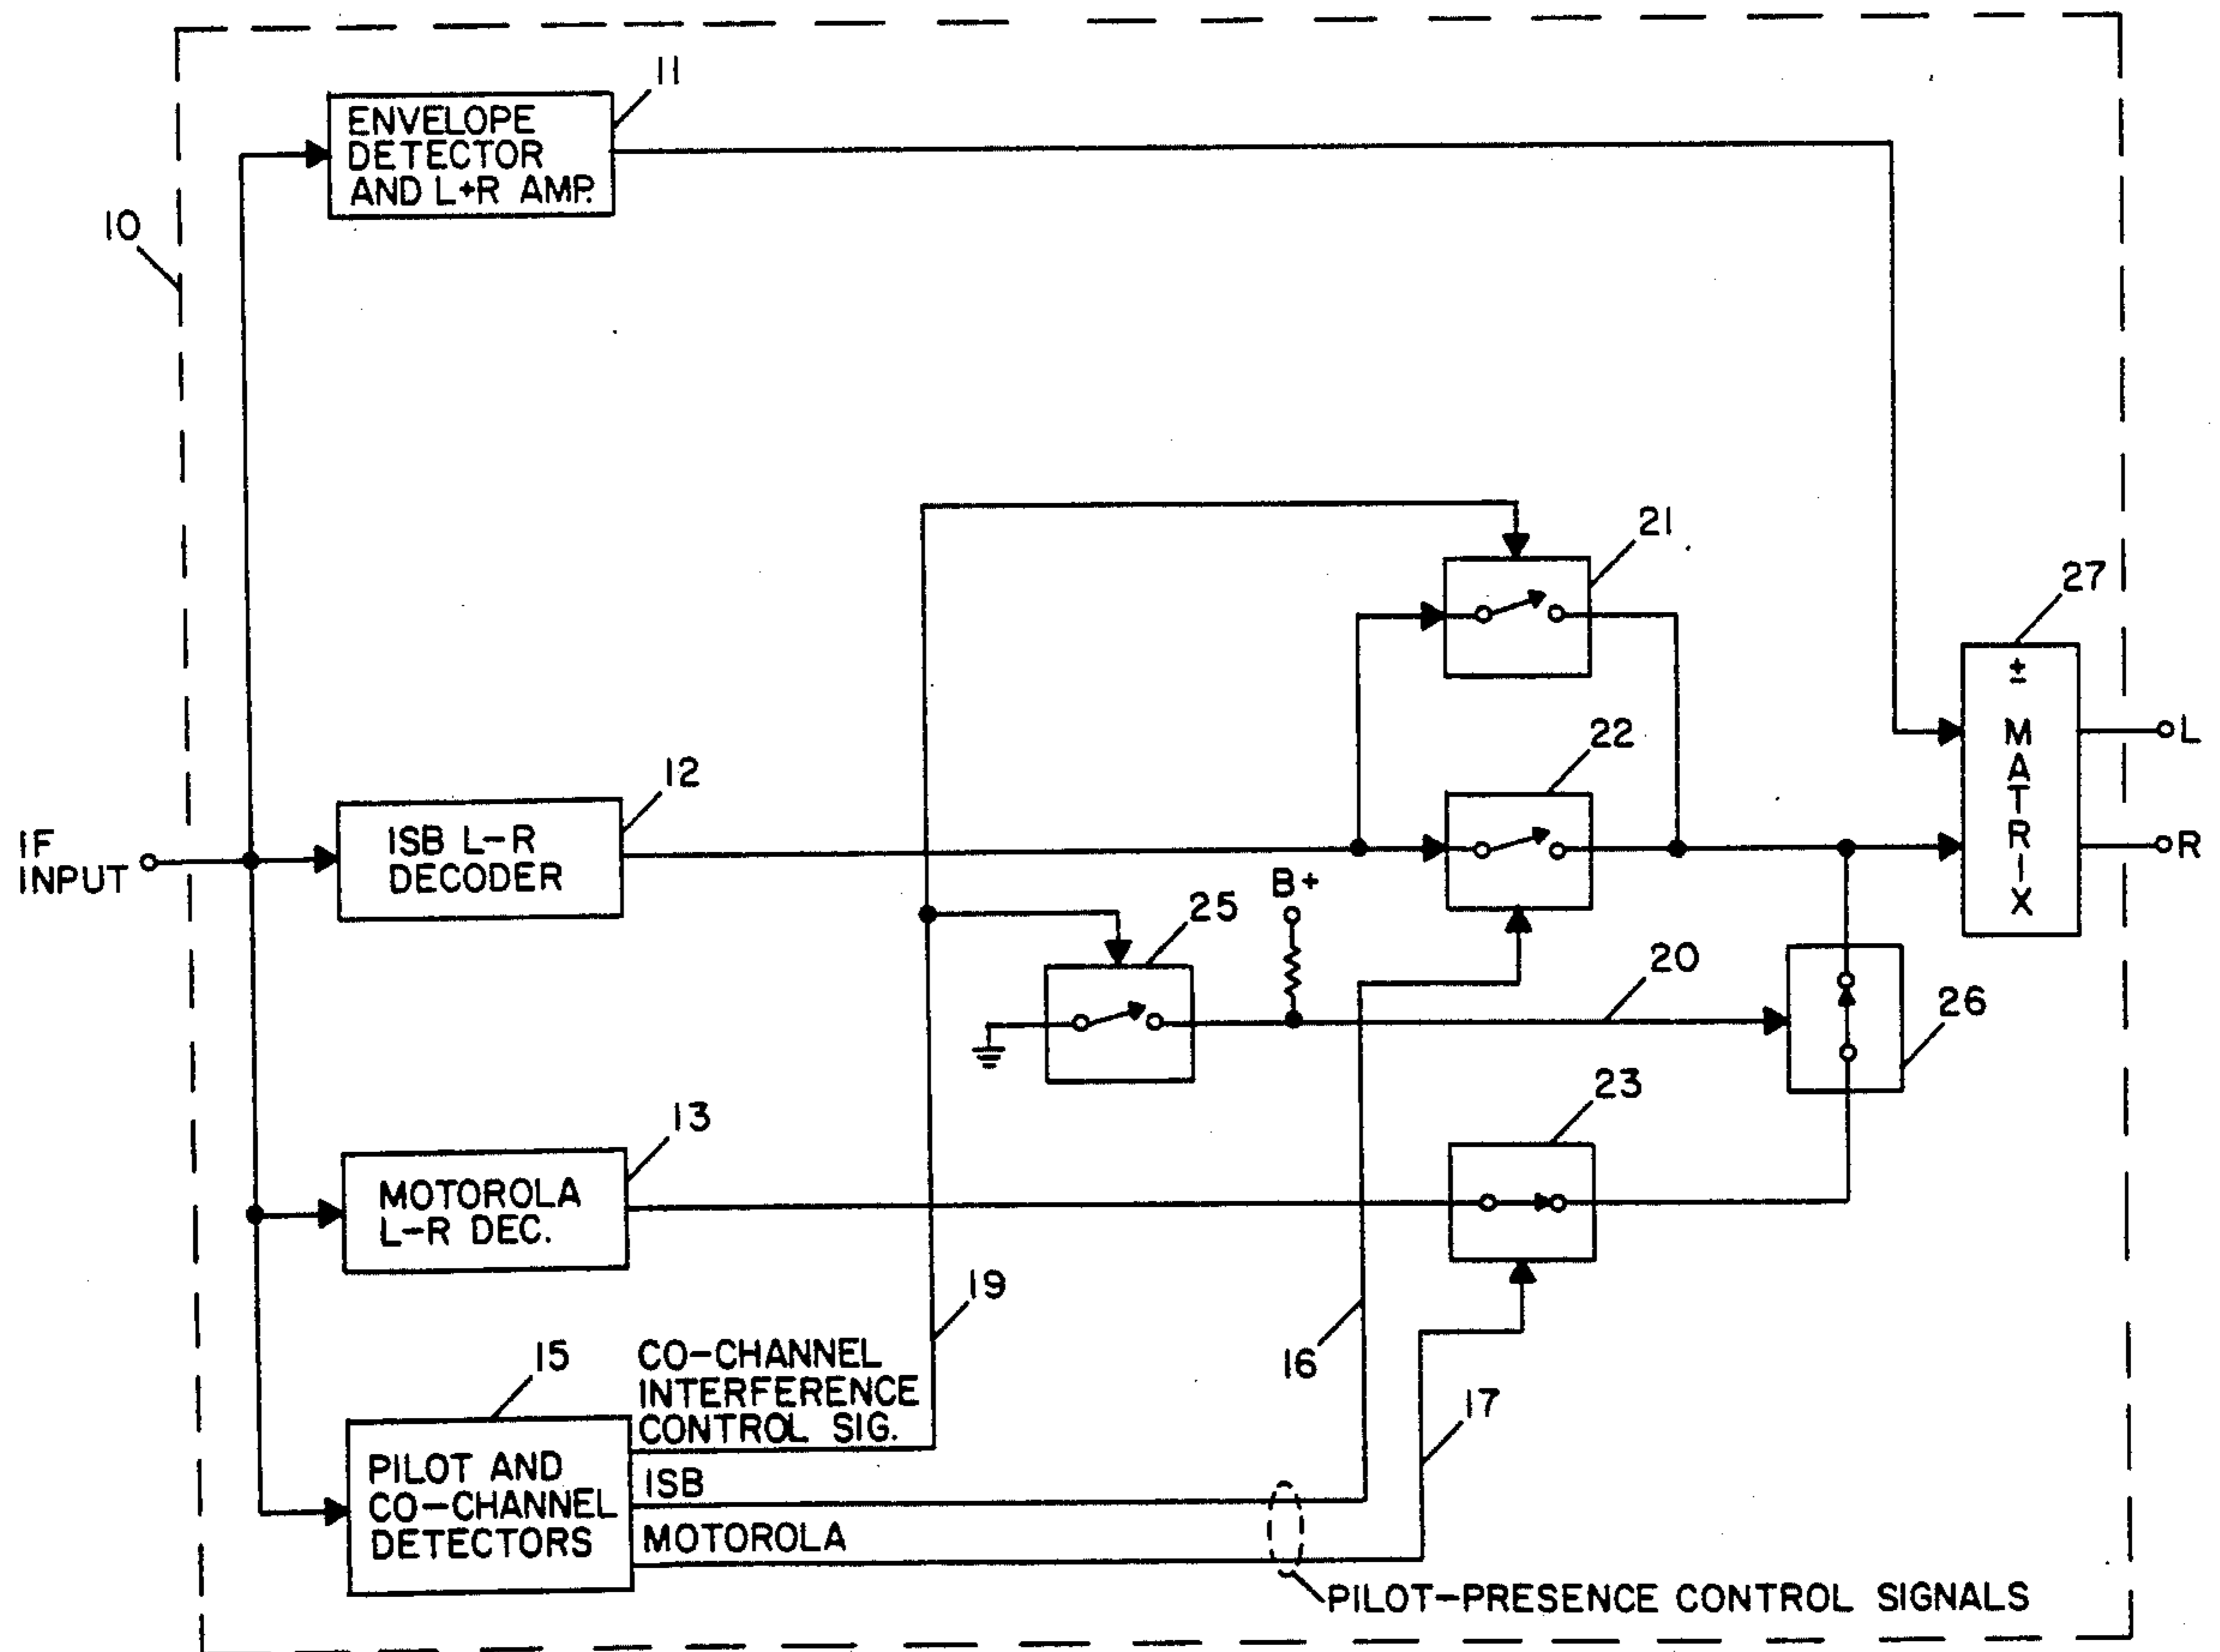 11
ENVELOPE
DETECTOR
AND L+R AMP.
10
21
27
±
MATRIX
22
L
12
ISB L-R
DECODER
IF
INPUT
R
B+
25
20
26
23
13
MOTOROLA
L-R DEC.
19
15
CO-CHANNEL
INTERFERENCE
CONTROL SIG.
16
17
PILOT AND
CO-CHANNEL
DETECTORS
ISB
MOTOROLA
PILOT-PRESENCE CONTROL SIGNALS